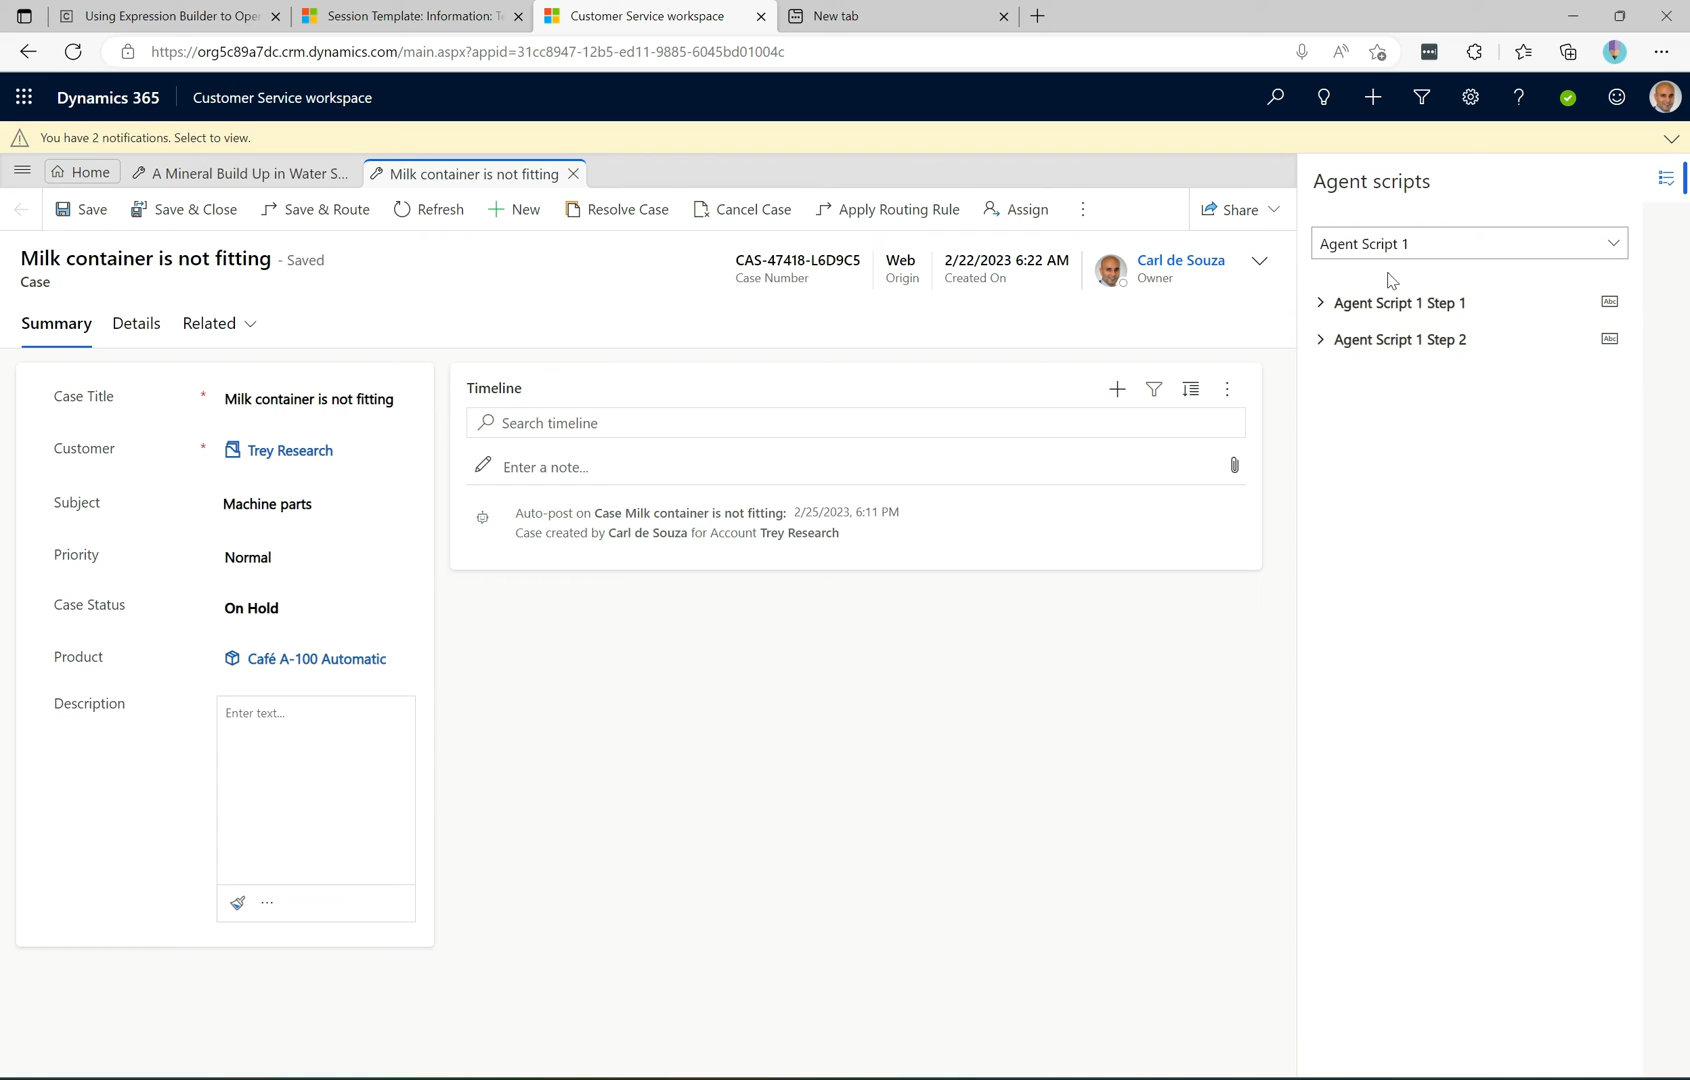 Using Expression Builder to Oper
Session Template: Information: T
Customer Service workspace
New tab
https://org5c89a7dc.crm.dynamics.com/main.aspx?appid=31cc8947-12b5-ed11-9885-6045bd01004c
Dynamics 365
Customer Service workspace
You have 2 notifications. Select to view.
Home
A Mineral Build Up in Water S...
Milk container is not fitting
Save
Save & Close
Save & Route
Refresh
New
Resolve Case
Cancel Case
Apply Routing Rule
Assign
Share
Agent scripts
Agent Script 1
Agent Script 1 Step 1
Abc
Agent Script 1 Step 2
Abc
Milk container is not fitting - Saved
Case
CAS-47418-L6D9C5
Case Number
Web
Origin
2/22/2023 6:22 AM
Created On
Carl de Souza
Owner
Summary
Details
Related
Case Title * Milk container is not fitting
Customer * Trey Research
Subject Machine parts
Priority Normal
Case Status On Hold
Product Café A-100 Automatic
Description
Enter text...
Timeline
Search timeline
Enter a note...
Auto-post on Case Milk container is not fitting: 2/25/2023, 6:11 PM
Case created by Carl de Souza for Account Trey Research